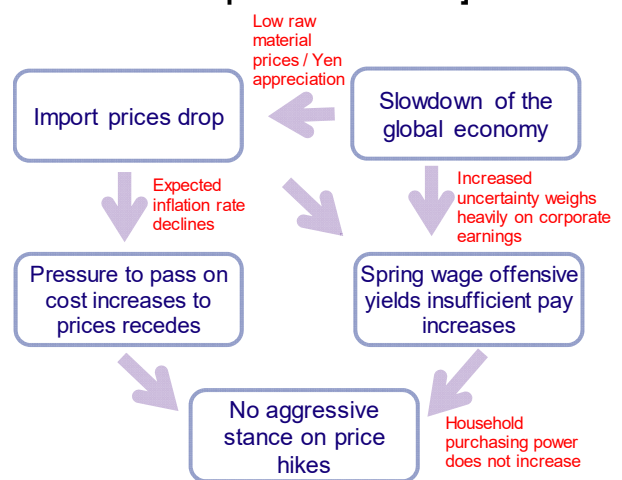 Low raw
material
prices / Yen
appreciation
Import prices drop
Slowdown of the
global economy
Expected
inflation rate
declines
Increased
uncertainty weighs
heavily on corporate
earnings
Pressure to pass on
cost increases to
prices recedes
Spring wage offensive
yields insufficient pay
increases
No aggressive
stance on price
hikes
Household
purchasing power
does not increase